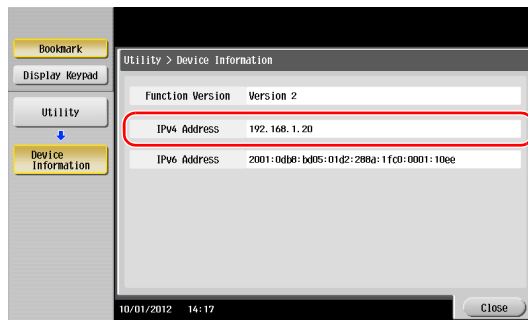 Bookmark
Display Keypad
Utility
Device
Information
Utility > Device Information
Function Version Version 2
IPv4 Address 192.168.1.20
IPv6 Address 2001:0db8:bd05:01d2:288a:1fc0:0001:10ee
10/01/2012 14:17
Close